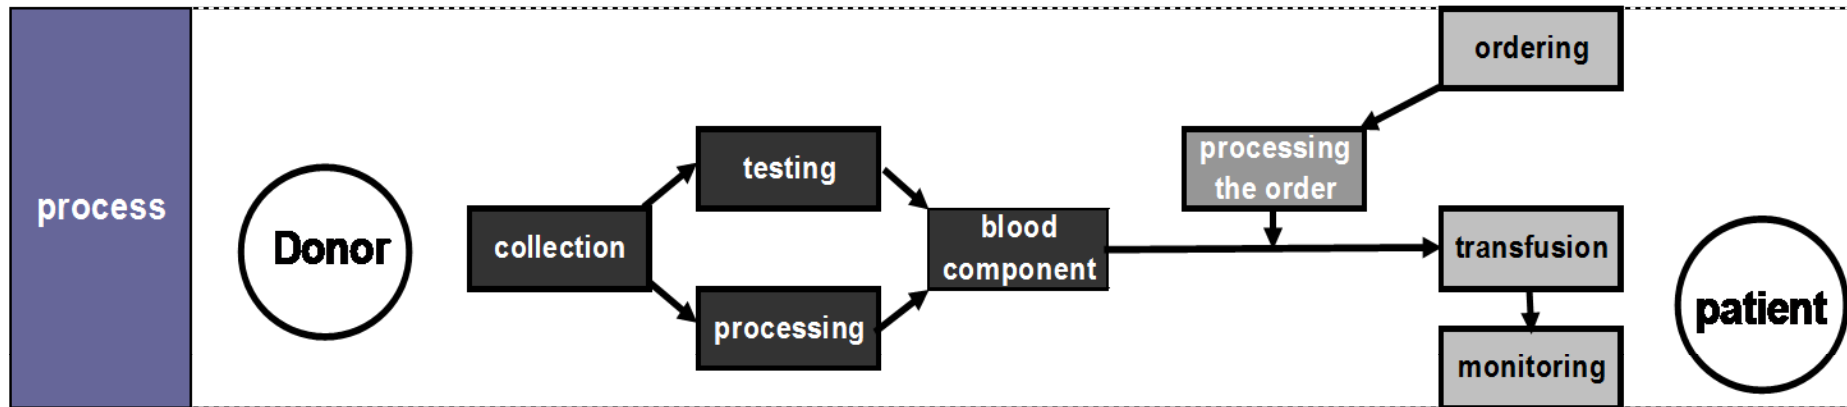 process
Donor
collection
testing
processing
blood
component
processing
the order
ordering
transfusion
monitoring
patient